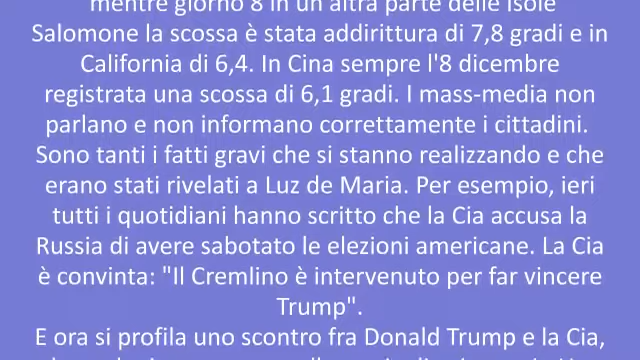 mentre giorno 8 in un'altra parte delle Isole
Salomone la scossa è stata addirittura di 7,8 gradi e in
California di 6,4. In Cina sempre l'8 dicembre
registrata una scossa di 6,1 gradi. I mass-media non
parlano e non informano correttamente i cittadini.
Sono tanti i fatti gravi che si stanno realizzando e che
erano stati rivelati a Luz de Maria. Per esempio, ieri
tutti i quotidiani hanno scritto che la Cia accusa la
Russia di avere sabotato le elezioni americane. La Cia
è convinta: "Il Cremlino è intervenuto per far vincere
Trump".
E ora si profila uno scontro fra Donald Trump e la Cia,